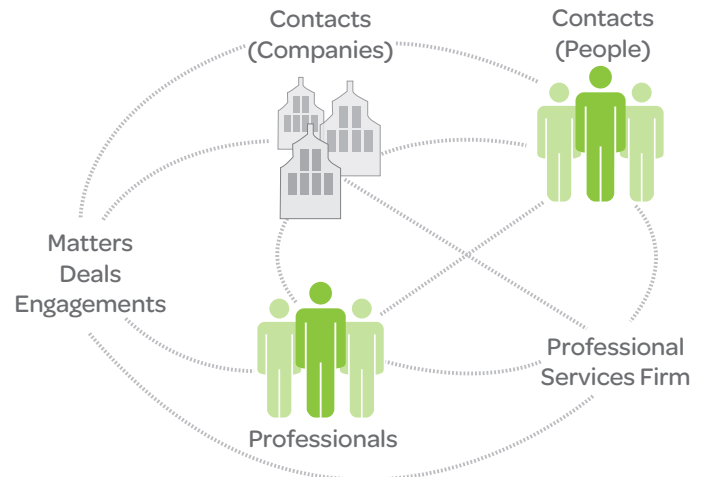 Contacts
(Companies)
Contacts
(People)
Matters
Deals
Engagements
Professional
Services Firm
Professionals